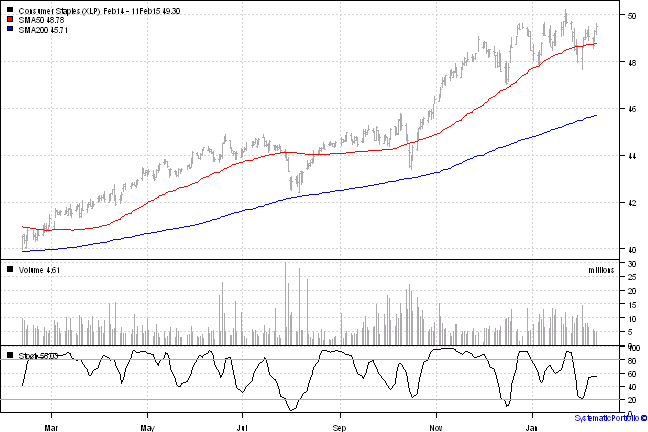 Consumer Staples (XLP) Feb14 - 11Feb15 49.30
SMA50 48.78
SMA200 45.71
50
48
46
44
42
40
Volume 4.61
millions
30
25
20
15
10
5
100
80
60
40
20
0
Mar May Jul Sep Nov Jan
SystematicPortfolio ©